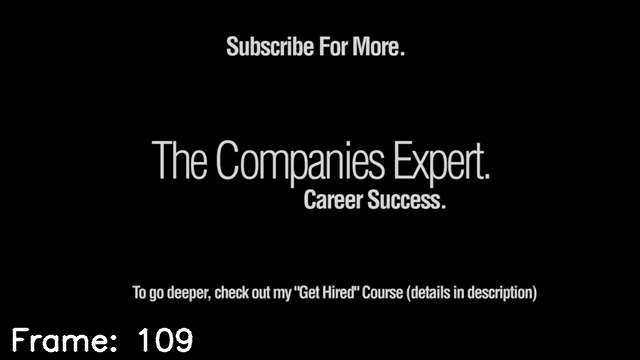 Subscribe For More.
The Companies Expert.
Career Success.
To go deeper, check out my "Get Hired" Course (details in description)
Frame: 109